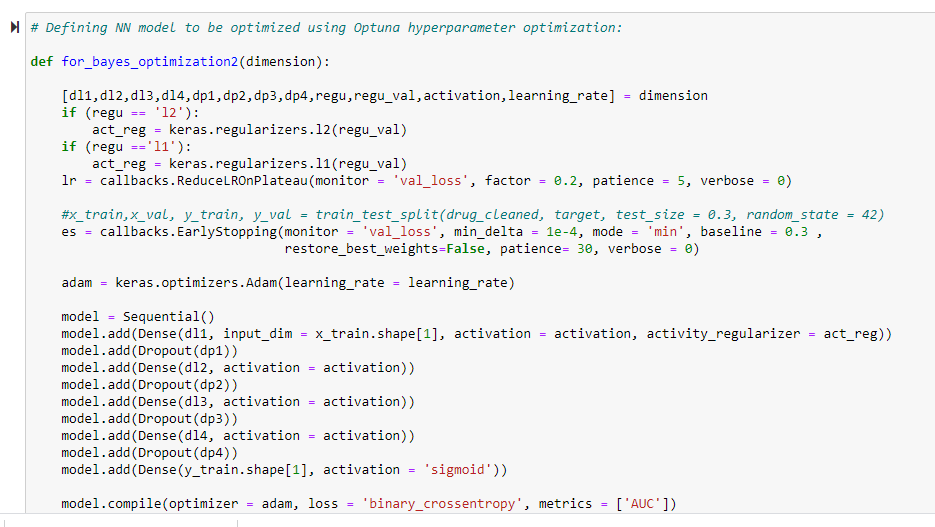 # Defining NN model to be optimized using Optuna hyperparameter optimization:
def for_bayes_optimization2(dimension):
[dl1,dl2,dl3,dl4,dp1,dp2,dp3,dp4,regu,regu_val,activation,learning_rate] = dimension
if (regu == 'l2'):
act_reg = keras.regularizers.l2(regu_val)
if (regu =='l1'):
act_reg = keras.regularizers.l1(regu_val)
lr = callbacks.ReduceLROnPlateau(monitor = 'val_loss', factor = 0.2, patience = 5, verbose = 0)
#x_train,x_val, y_train, y_val = train_test_split(drug_cleaned, target, test_size = 0.3, random_state = 42)
es = callbacks.EarlyStopping(monitor = 'val_loss', min_delta = 1e-4, mode = 'min', baseline = 0.3 ,
restore_best_weights=False, patience= 30, verbose = 0)
adam = keras.optimizers.Adam(learning_rate = learning_rate)
model = Sequential()
model.add(Dense(dl1, input_dim = x_train.shape[1], activation = activation, activity_regularizer = act_reg))
model.add(Dropout(dp1))
model.add(Dense(dl2, activation = activation))
model.add(Dropout(dp2))
model.add(Dense(dl3, activation = activation))
model.add(Dropout(dp3))
model.add(Dense(dl4, activation = activation))
model.add(Dropout(dp4))
model.add(Dense(y_train.shape[1], activation = 'sigmoid'))
model.compile(optimizer = adam, loss = 'binary_crossentropy', metrics = ['AUC'])